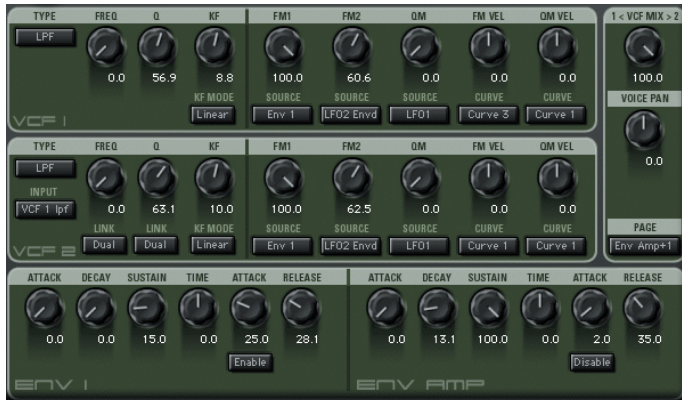 TYPE FREQ Q KF FM1 FM2 QM FM VEL QM VEL 1 < VCF MIX > 2
LPF
0.0 56.9 8.8 100.0 60.6 0.0 0.0 0.0 100.0
KF MODE SOURCE SOURCE SOURCE CURVE CURVE VOICE PAN
Linear Env 1 LFO2 Envd LFO1 Curve 3 Curve 1
VCF 1
TYPE FREQ Q KF FM1 FM2 QM FM VEL QM VEL
LPF
0.0
INPUT
VCF 1 lpf 0.0 63.1 10.0 100.0 62.5 0.0 0.0 0.0
LINK LINK KF MODE SOURCE SOURCE SOURCE CURVE CURVE PAGE
Dual Dual Linear Env 1 LFO2 Envd LFO1 Curve 1 Curve 1 Env Amp+1
VCF 2
ATTACK DECAY SUSTAIN TIME ATTACK RELEASE ATTACK DECAY SUSTAIN TIME ATTACK RELEASE
0.0 0.0 15.0 0.0 25.0 28.1 0.0 13.1 100.0 0.0 2.0 35.0
Enable Disable
ENV 1 ENV AMP